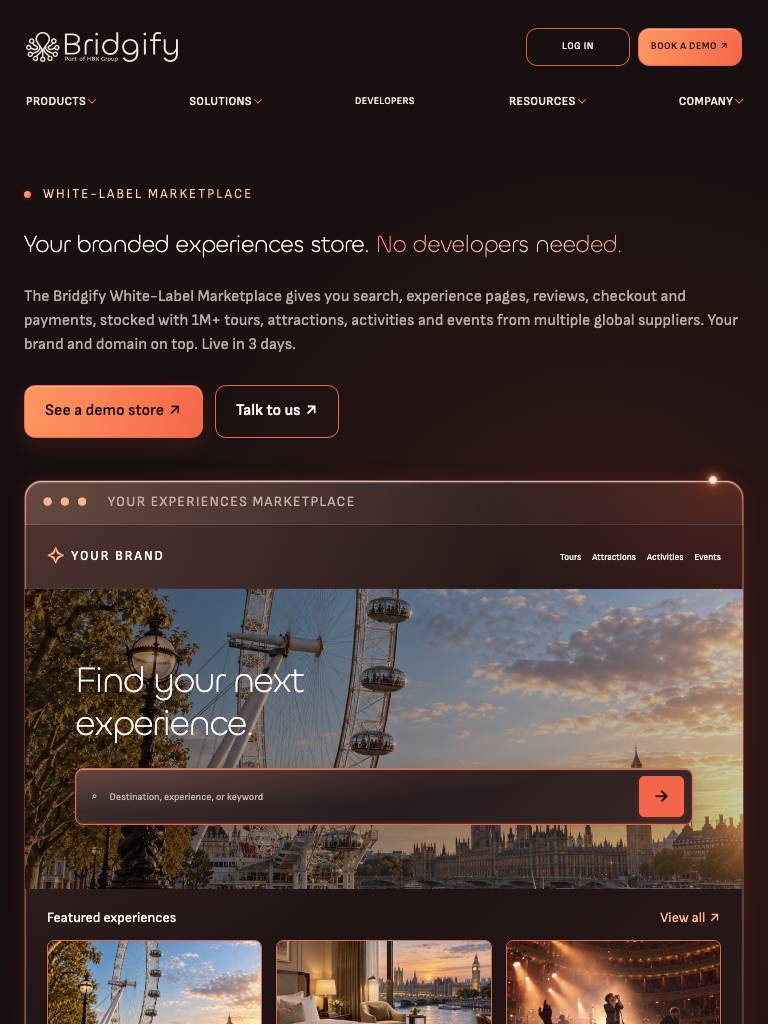 Bridgify
Part of HBX Group
LOG IN
BOOK A DEMO ↗
PRODUCTS
SOLUTIONS
DEVELOPERS
RESOURCES
COMPANY
WHITE-LABEL MARKETPLACE
Your branded experiences store. No developers needed.
The Bridgify White-Label Marketplace gives you search, experience pages, reviews, checkout and
payments, stocked with 1M+ tours, attractions, activities and events from multiple global suppliers. Your
brand and domain on top. Live in 3 days.
See a demo store ↗
Talk to us ↗
YOUR EXPERIENCES MARKETPLACE
YOUR BRAND
Tours
Attractions
Activities
Events
Find your next
experience.
Destination, experience, or keyword
Featured experiences
View all ↗